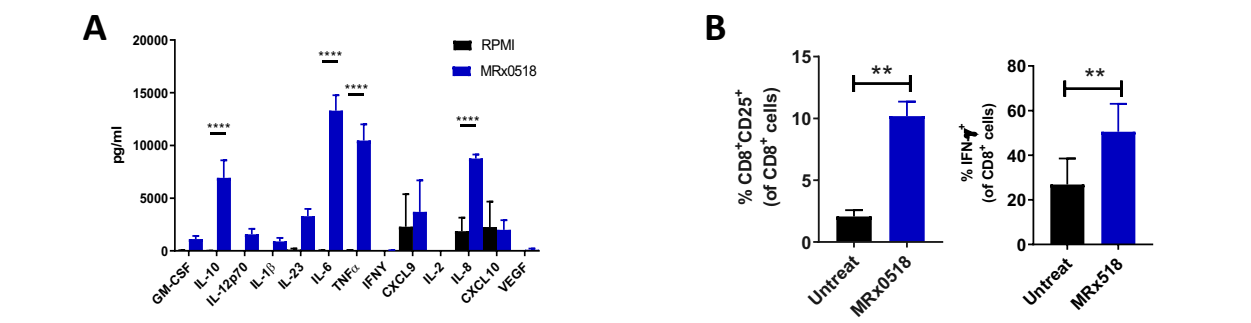 A
20000
15000
10000
5000
0
pg/ml
****
****
****
****
RPMI
MRx0518
GM-CSF
IL-10
IL-12p70
IL-1β
IL-23
IL-6
TNFα
IFNY
CXCL9
IL-2
IL-8
CXCL10
VEGF
B
15
10
5
0
% CD8+CD25+
(of CD8+ cells)
**
Untreat
MRx0518
80
60
40
20
0
% IFN-γ+
(of CD8+ cells)
**
Untreat
MRx518